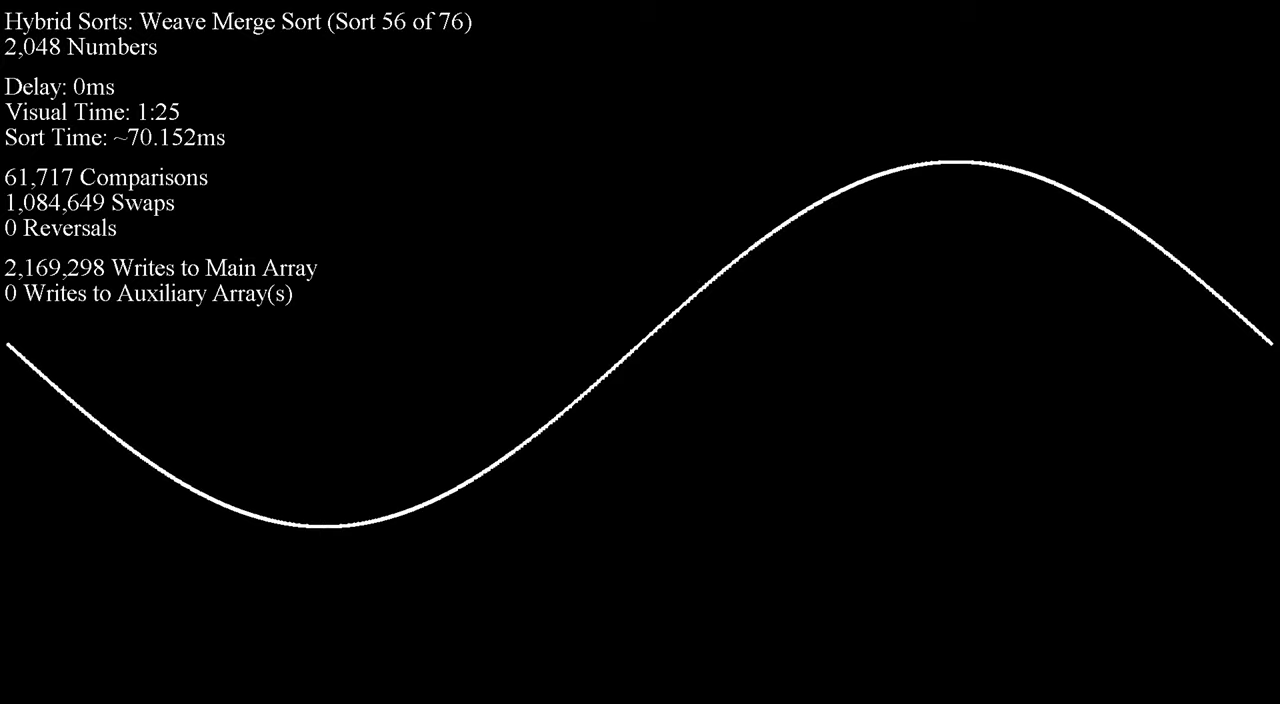 Hybrid Sorts: Weave Merge Sort (Sort 56 of 76)
2,048 Numbers
Delay: 0ms
Visual Time: 1:25
Sort Time: ~70.152ms
61,717 Comparisons
1,084,649 Swaps
0 Reversals
2,169,298 Writes to Main Array
0 Writes to Auxiliary Array(s)